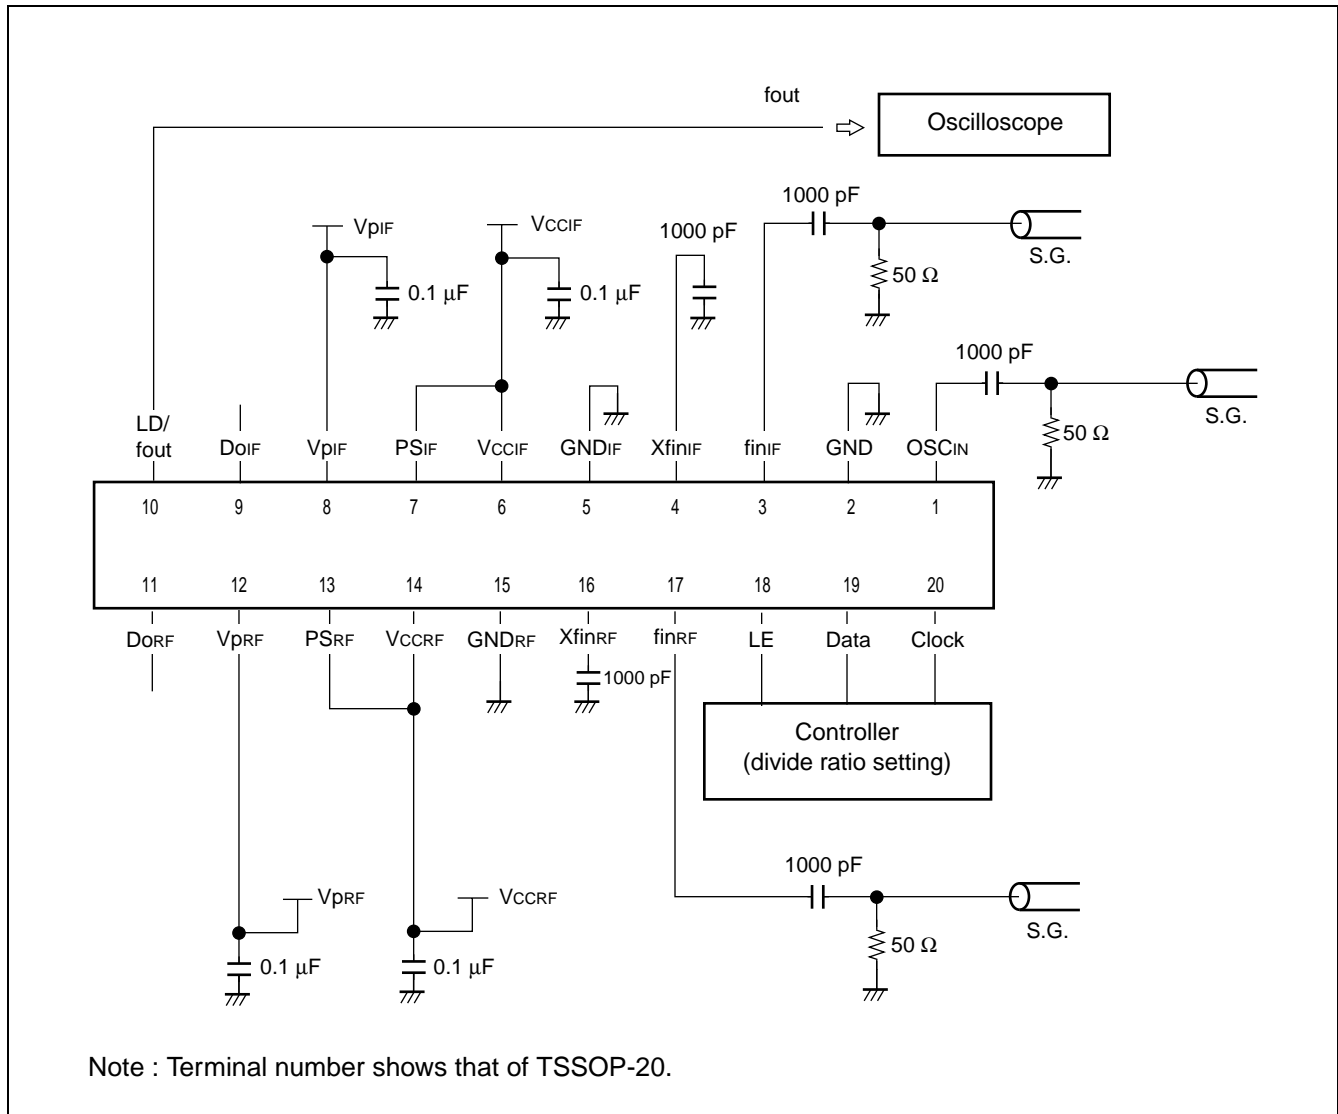 fout
Oscilloscope
1000 pF
VpIF
VCCIF
1000 pF
S.G.
50 Ω
0.1 µF
0.1 µF
1000 pF
S.G.
50 Ω
LD/
fout
DoIF
VpIF
PSIF
VCCIF
GNDIF
XfinIF
finIF
GND
OSCIN
10 9 8 7 6 5 4 3 2 1
11 12 13 14 15 16 17 18 19 20
DoRF
VpRF
PSRF
VCCRF
GNDRF
XfinRF
finRF
LE
Data
Clock
1000 pF
Controller
(divide ratio setting)
1000 pF
VpRF
VCCRF
S.G.
50 Ω
0.1 µF
0.1 µF
Note : Terminal number shows that of TSSOP-20.